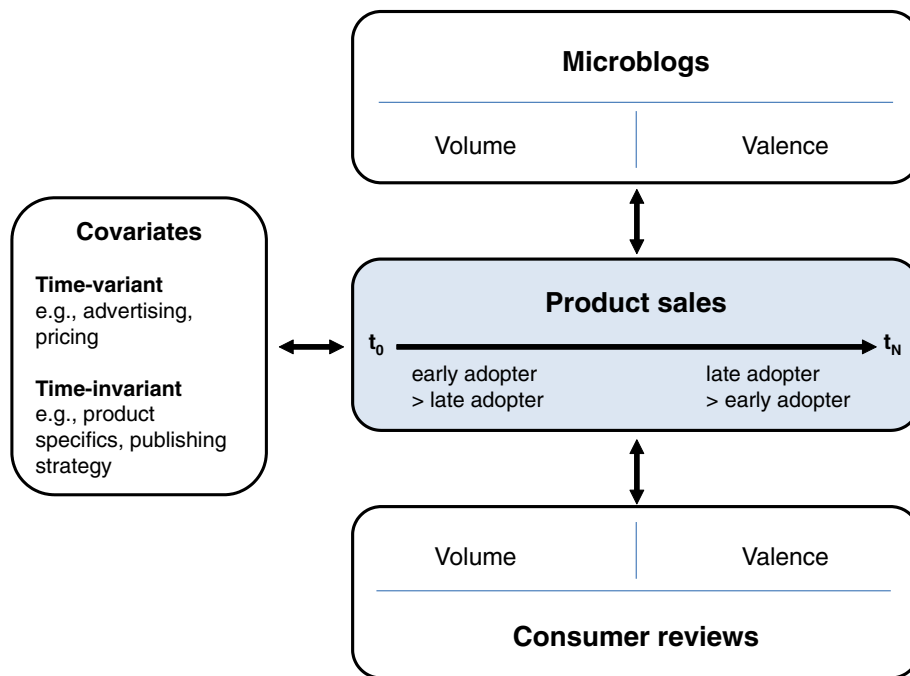 Microblogs
Volume
Valence
Covariates
Time-variant
e.g., advertising,
pricing
Time-invariant
e.g., product
specifics, publishing
strategy
Product sales
t0
tN
early adopter
> late adopter
late adopter
> early adopter
Volume
Valence
Consumer reviews